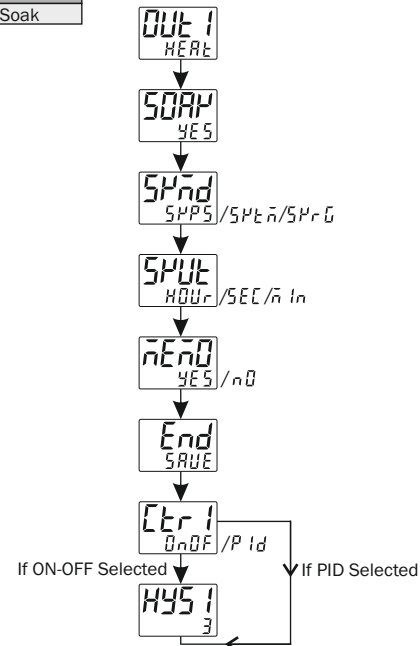 Soak
OUt 1
HEAt
SOAK
YES
SKmd
SKPS/SKtm/SKrG
SKUt
HOUr/SEC/min
mEmO
YES/nO
End
SAVE
Ctr 1
OnOF/PId
If ON-OFF Selected
If PID Selected
HYS1
3